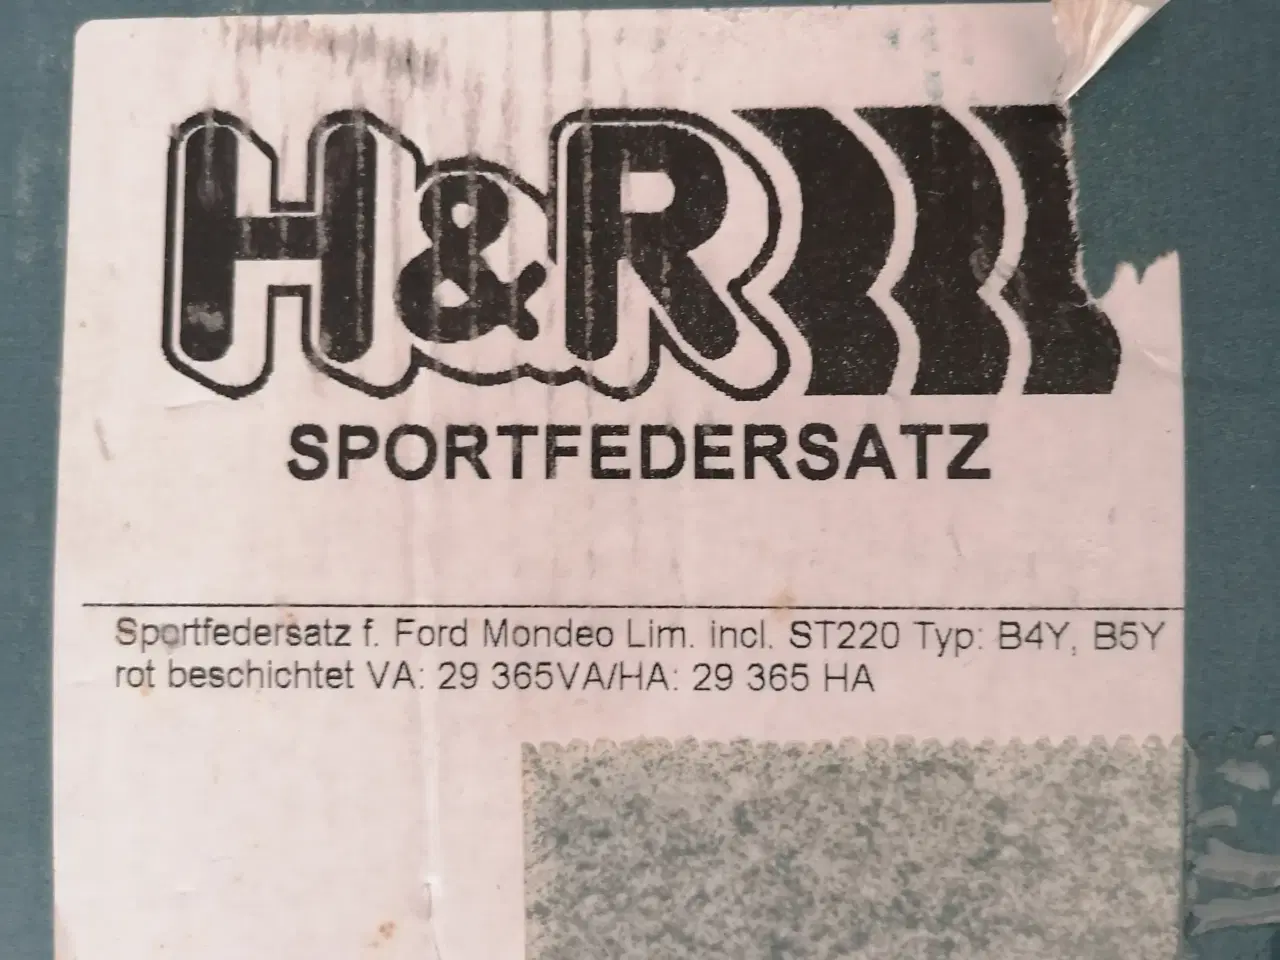 H&R
SPORTFEDERSATZ
Sportfedersatz f. Ford Mondeo Lim. incl. ST220 Typ: B4Y, B5Y
rot beschichtet VA: 29 365VA/HA: 29 365 HA